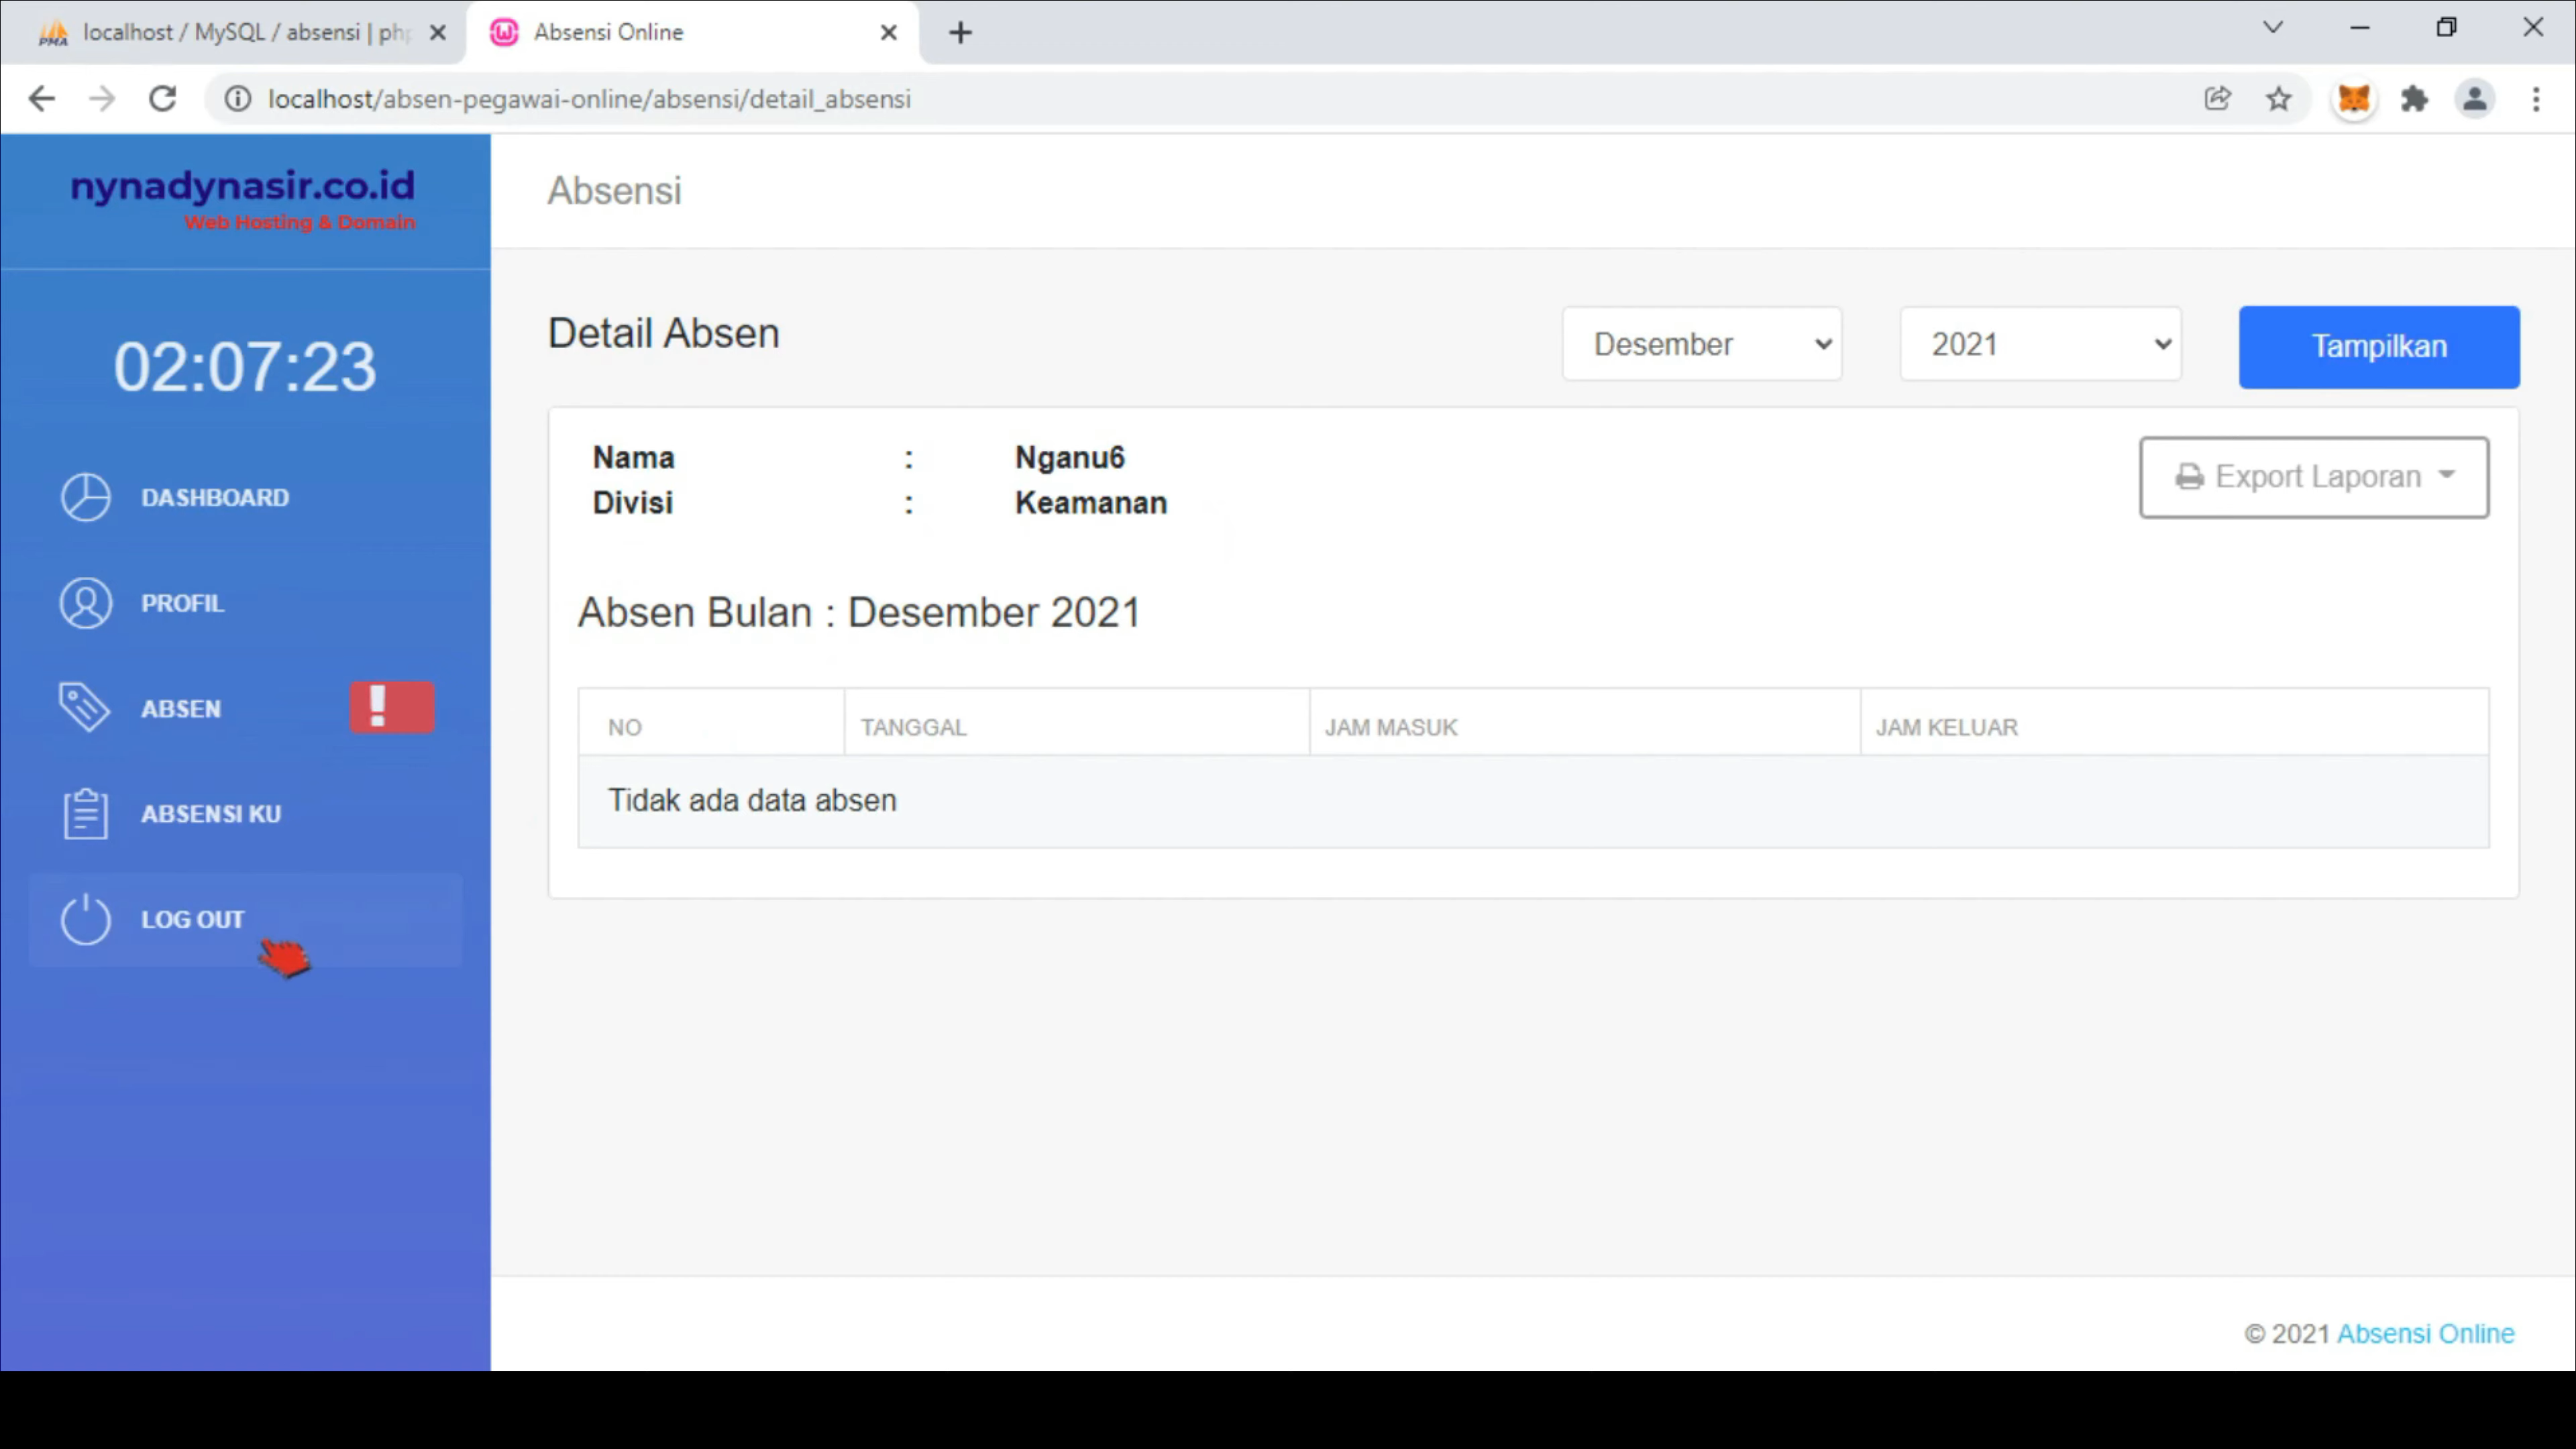 localhost / MySQL / absensi | php
Absensi Online
localhost/absen-pegawai-online/absensi/detail_absensi
nynadynasir.co.id
Web Hosting & Domain
02:07:23
DASHBOARD
PROFIL
ABSEN !
ABSENSI KU
LOG OUT
Absensi
Detail Absen
Desember
2021
Tampilkan
Nama : Nganu6
Divisi : Keamanan
Export Laporan
Absen Bulan : Desember 2021
NO TANGGAL JAM MASUK JAM KELUAR
Tidak ada data absen
© 2021 Absensi Online